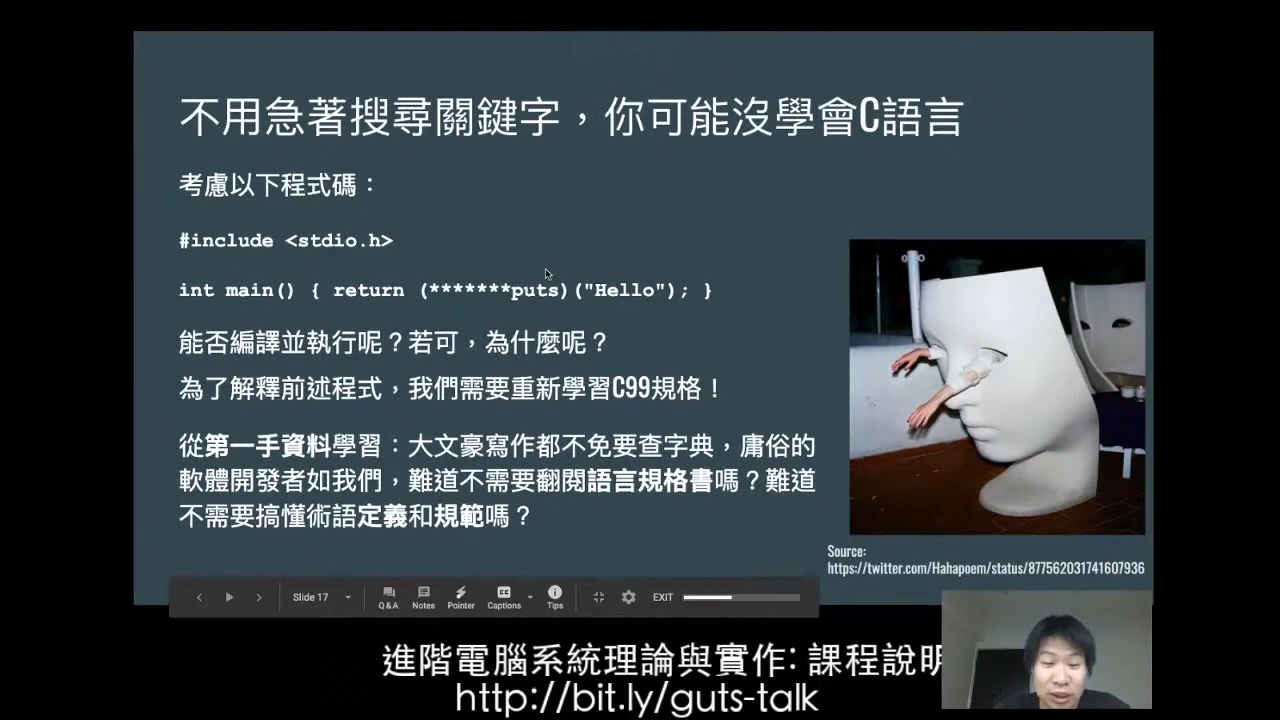 不用急著搜尋關鍵字，你可能沒學會C語言
考慮以下程式碼：
#include <stdio.h>
int main() { return (*******puts)("Hello"); }
能否編譯並執行呢？若可，為什麼呢？
為了解釋前述程式，我們需要重新學習C99規格！
從第一手資料學習：大文豪寫作都不免要查字典，庸俗的
軟體開發者如我們，難道不需要翻閱語言規格書嗎？難道
不需要搞懂術語定義和規範嗎？
Source:
https://twitter.com/Hahapoem/status/877562031741607936
Slide 17
Q&A
Notes
Pointer
CC
Captions
Tips
EXIT
進階電腦系統理論與實作: 課程說明
http://bit.ly/guts-talk